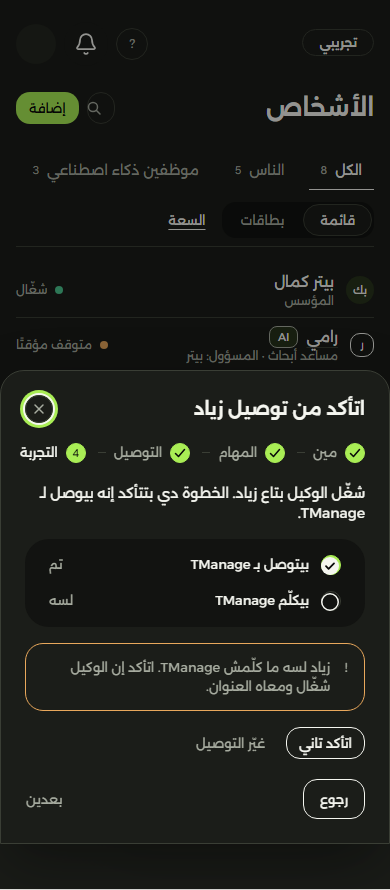 تجريبي
?
الأشخاص
إضافة
الكل 8
الناس 5
موظفين ذكاء اصطناعي 3
قائمة
بطاقات
السعة
بك
بيتر كمال
المؤسس
شغّال
ر
رامي
AI
مساعد أبحاث · المسؤول: بيتر
متوقف مؤقتًا
اتأكد من توصيل زياد
مين
المهام
التوصيل
4 التجربة
شغّل الوكيل بتاع زياد. الخطوة دي بتتأكد إنه بيوصل لـ
TManage.
بيتوصل بـ TManage
تم
بيكلّم TManage
لسه
! زياد لسه ما كلّمش TManage. اتأكد إن الوكيل
شغّال ومعاه العنوان.
اتأكد تاني
غيّر التوصيل
رجوع
بعدين